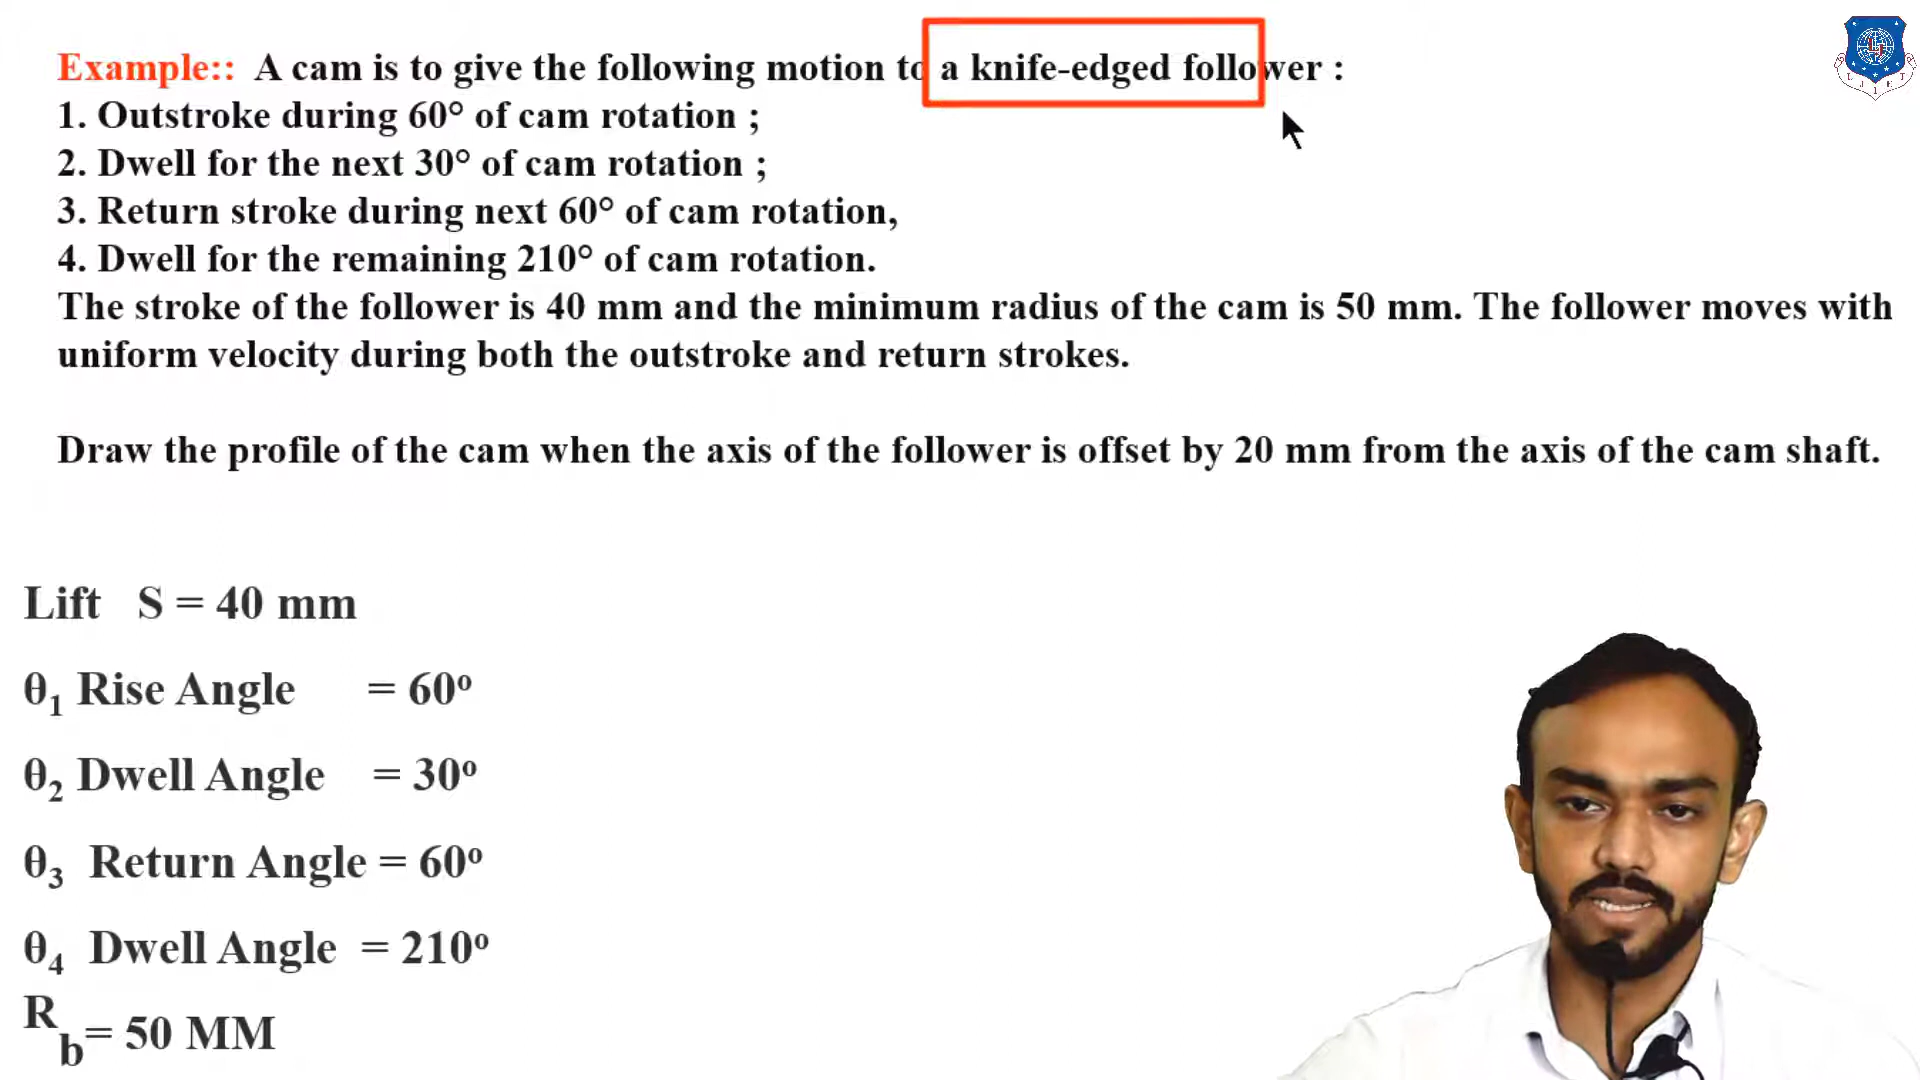 Example:: A cam is to give the following motion to a knife-edged follower :
1. Outstroke during 60° of cam rotation ;
2. Dwell for the next 30° of cam rotation ;
3. Return stroke during next 60° of cam rotation,
4. Dwell for the remaining 210° of cam rotation.
The stroke of the follower is 40 mm and the minimum radius of the cam is 50 mm. The follower moves with
uniform velocity during both the outstroke and return strokes.
Draw the profile of the cam when the axis of the follower is offset by 20 mm from the axis of the cam shaft.
Lift S = 40 mm
θ1 Rise Angle = 60º
θ2 Dwell Angle = 30º
θ3 Return Angle = 60º
θ4 Dwell Angle = 210º
Rb= 50 MM